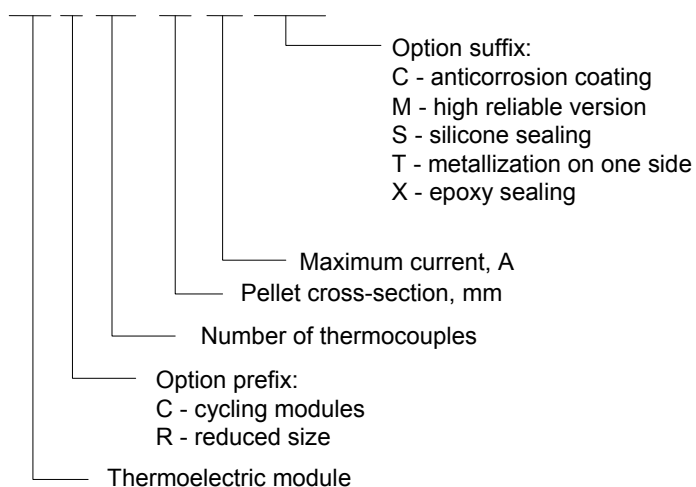 Option suffix:
C - anticorrosion coating
M - high reliable version
S - silicone sealing
T - metallization on one side
X - epoxy sealing
Maximum current, A
Pellet cross-section, mm
Number of thermocouples
Option prefix:
C - cycling modules
R - reduced size
Thermoelectric module